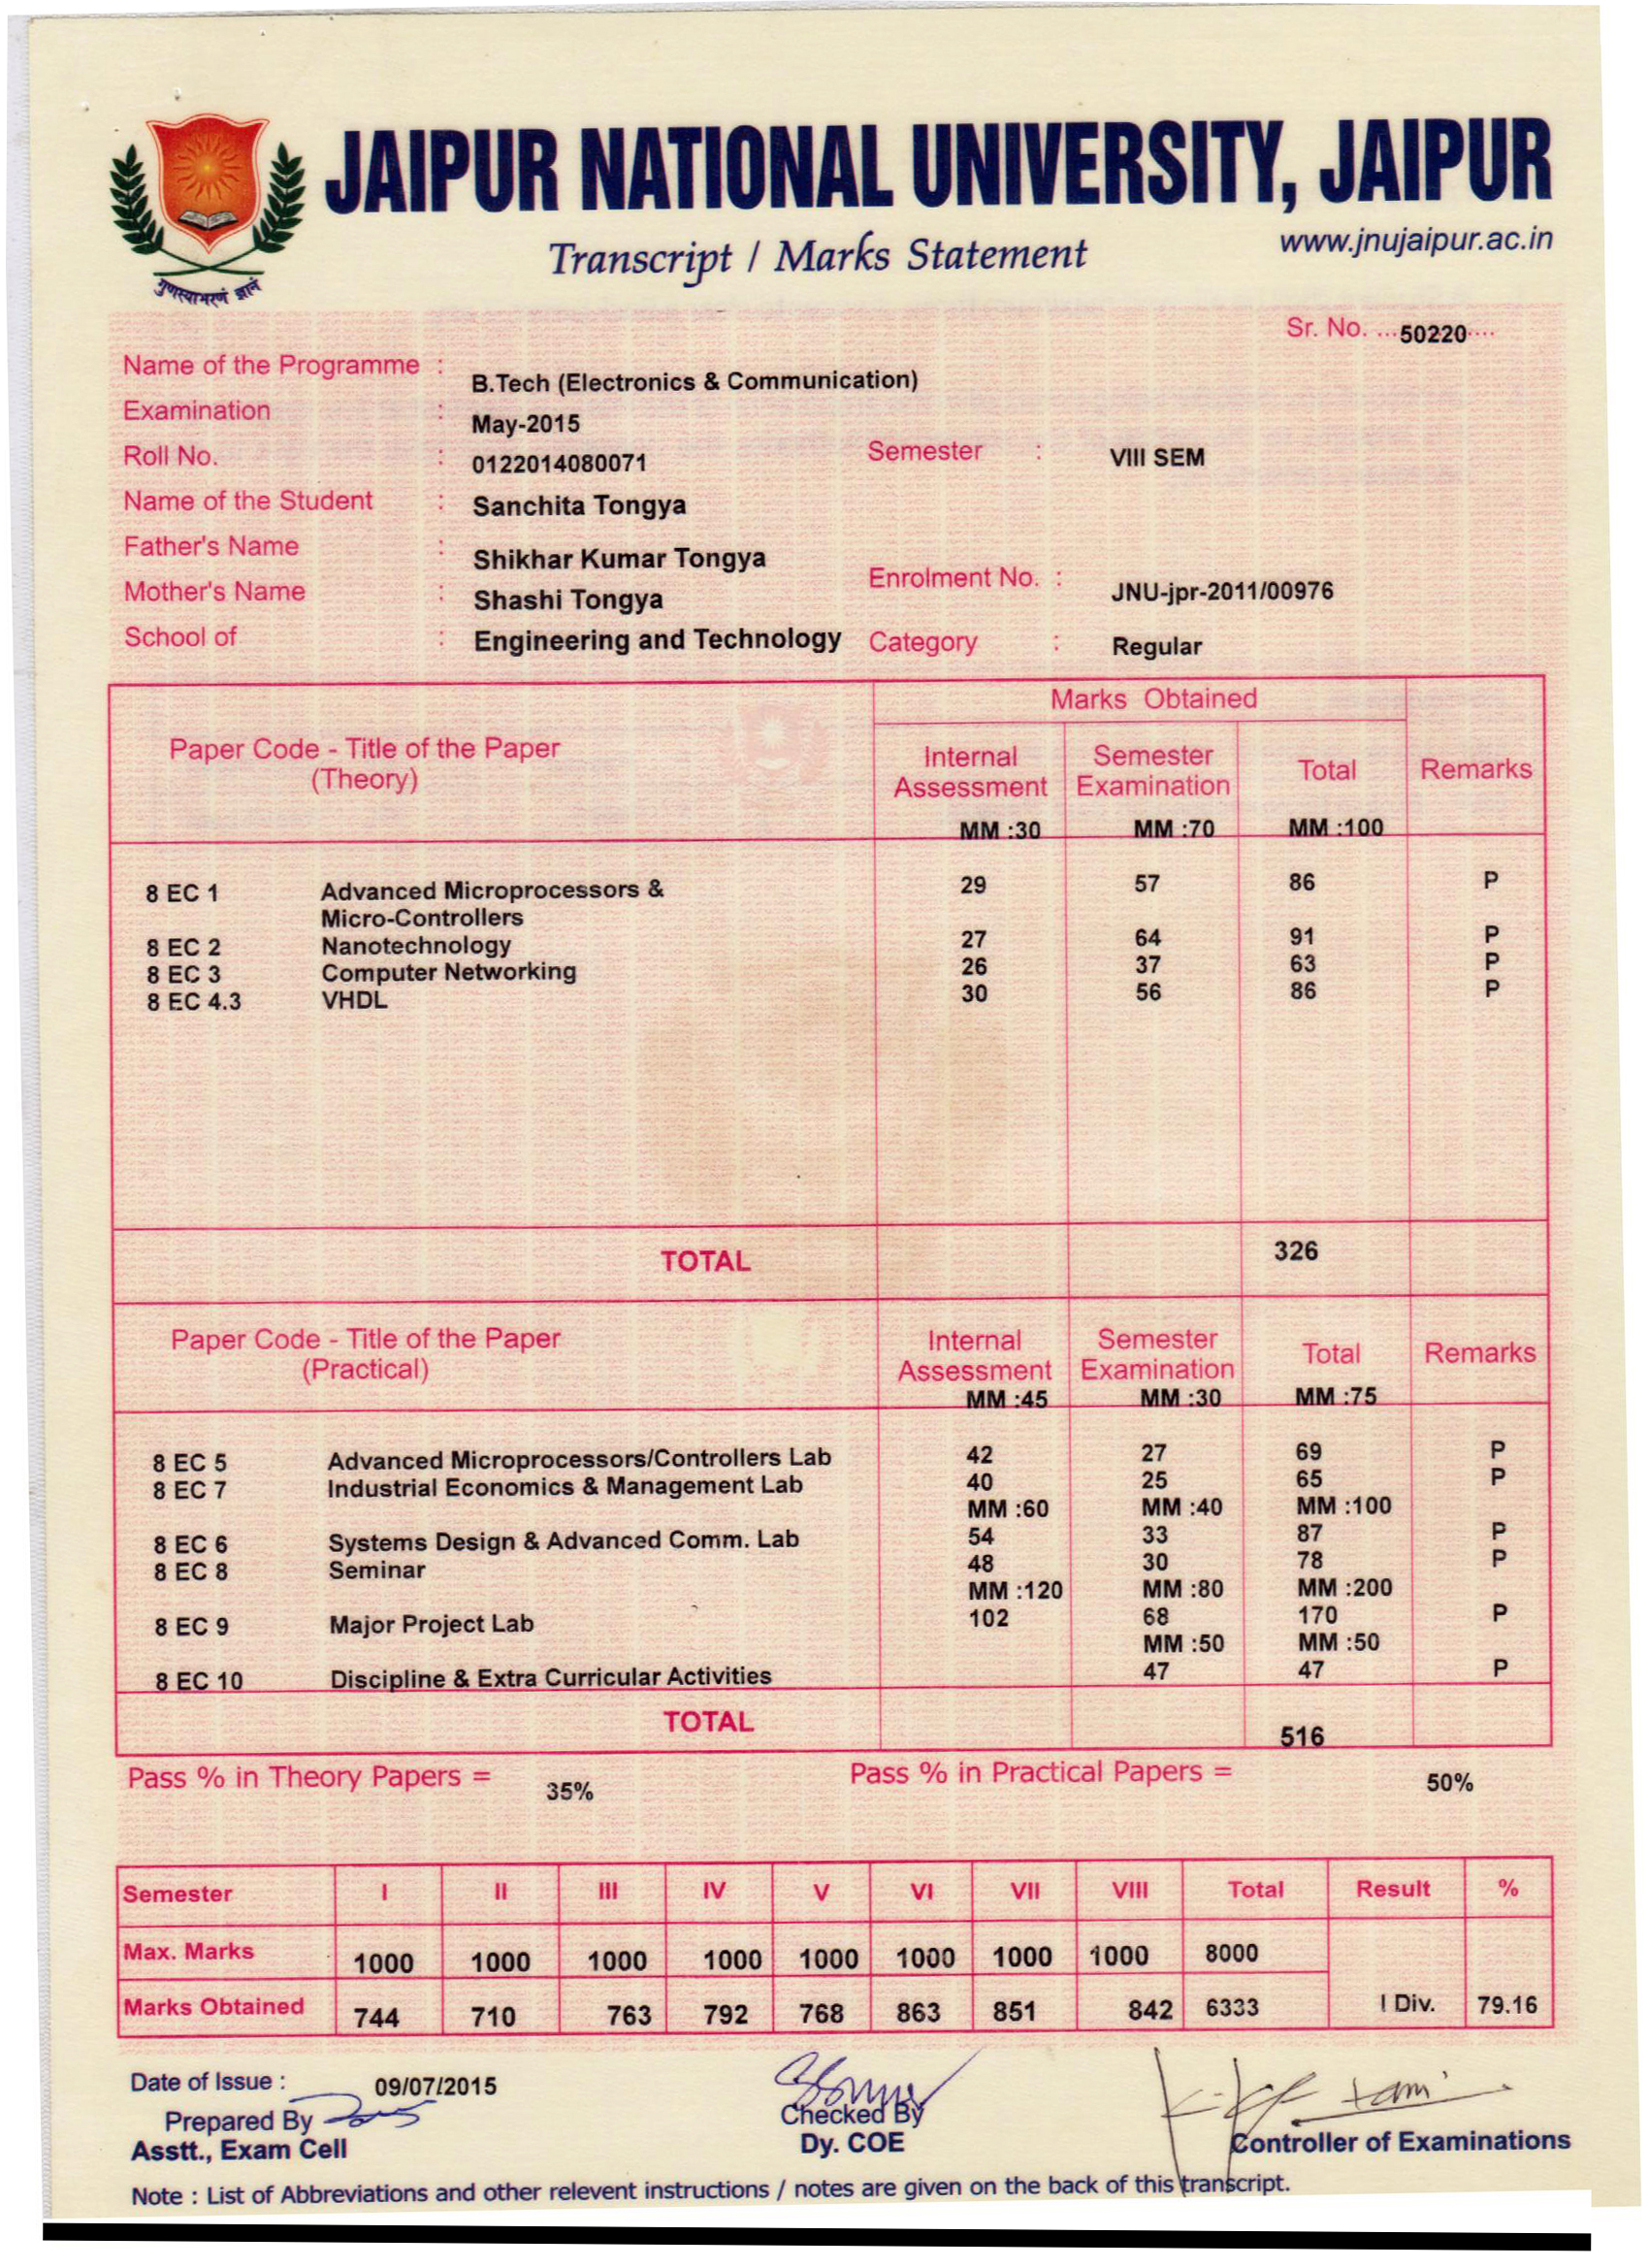 JAIPUR NATIONAL UNIVERSITY, JAIPUR
Transcript / Marks Statement
www.jnujaipur.ac.in
गुणस्याभरणं ज्ञानं
Sr. No. ...50220....
Name of the Programme : B.Tech (Electronics & Communication)
Examination : May-2015
Roll No. : 0122014080071 Semester : VIII SEM
Name of the Student : Sanchita Tongya
Father's Name : Shikhar Kumar Tongya
Enrolment No. : JNU-jpr-2011/00976
Mother's Name : Shashi Tongya
School of : Engineering and Technology Category : Regular
Marks Obtained
Paper Code - Title of the Paper (Theory) Internal Assessment Semester Examination Total Remarks
MM :30 MM :70 MM :100
8 EC 1 Advanced Microprocessors & 29 57 86 P
Micro-Controllers
8 EC 2 Nanotechnology 27 64 91 P
8 EC 3 Computer Networking 26 37 63 P
8 EC 4.3 VHDL 30 56 86 P
TOTAL 326
Paper Code - Title of the Paper (Practical) Internal Assessment Semester Examination Total Remarks
MM :45 MM :30 MM :75
8 EC 5 Advanced Microprocessors/Controllers Lab 42 27 69 P
8 EC 7 Industrial Economics & Management Lab 40 25 65 P
MM :60 MM :40 MM :100
8 EC 6 Systems Design & Advanced Comm. Lab 54 33 87 P
8 EC 8 Seminar 48 30 78 P
MM :120 MM :80 MM :200
8 EC 9 Major Project Lab 102 68 170 P
MM :50 MM :50
8 EC 10 Discipline & Extra Curricular Activities 47 47 P
TOTAL 516
Pass % in Theory Papers = 35% Pass % in Practical Papers = 50%
Semester I II III IV V VI VII VIII Total Result %
Max. Marks 1000 1000 1000 1000 1000 1000 1000 1000 8000
Marks Obtained 744 710 763 792 768 863 851 842 6333 I Div. 79.16
Date of Issue : 09/07/2015
Prepared By Checked By
Asstt., Exam Cell Dy. COE Controller of Examinations
Note : List of Abbreviations and other relevent instructions / notes are given on the back of this transcript.